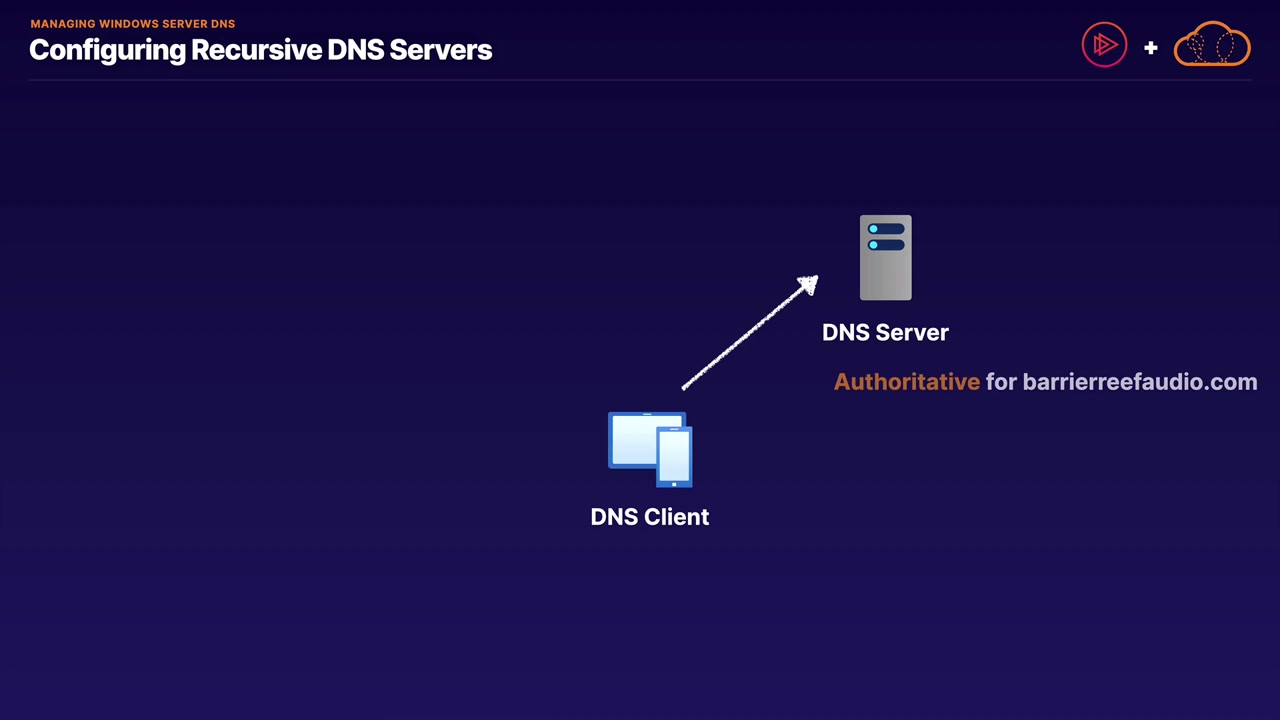 MANAGING WINDOWS SERVER DNS
Configuring Recursive DNS Servers
+
DNS Server
Authoritative for barrierreefaudio.com
DNS Client